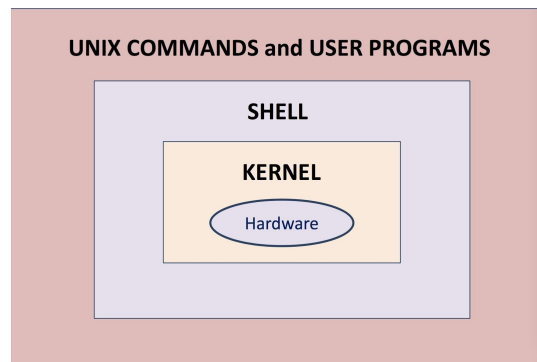 UNIX COMMANDS and USER PROGRAMS
SHELL
KERNEL
Hardware